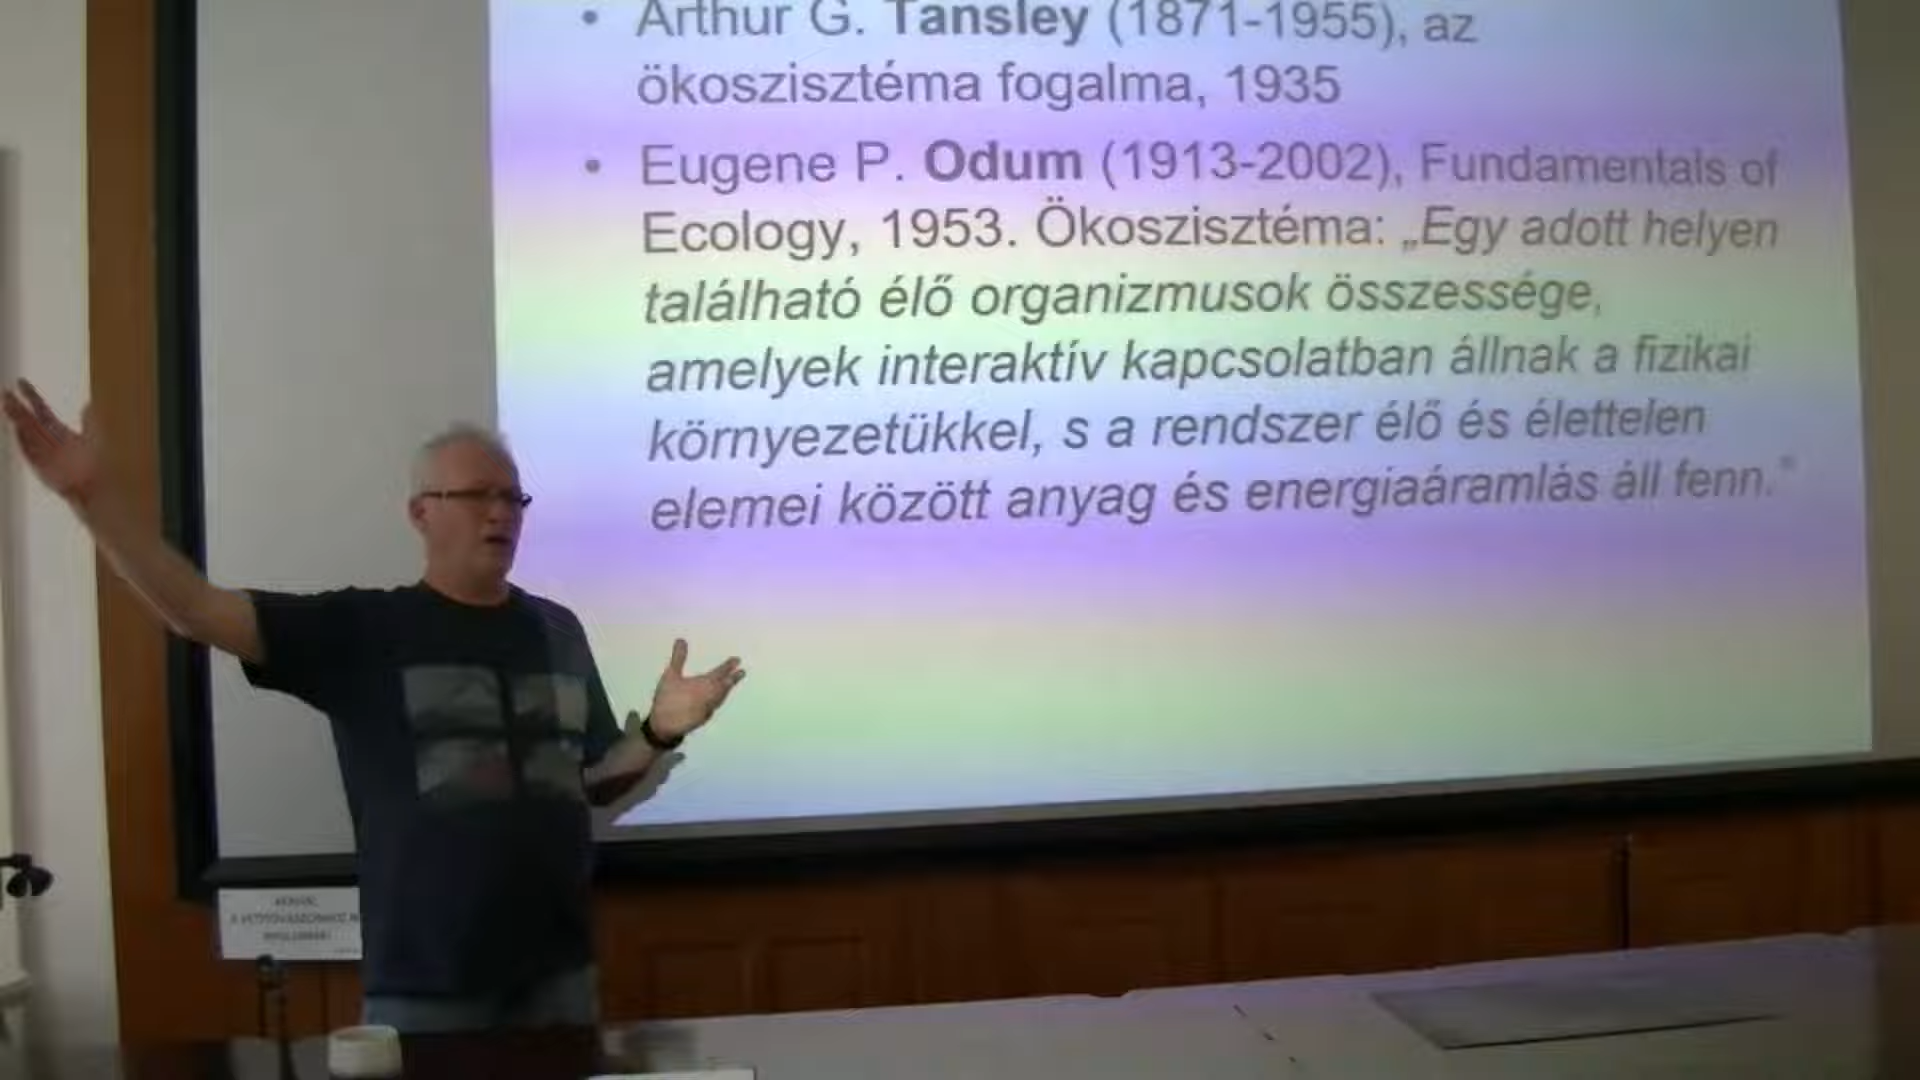 • Arthur G. Tansley (1871-1955), az
ökoszisztéma fogalma, 1935
• Eugene P. Odum (1913-2002), Fundamentals of
Ecology, 1953. Ökoszisztéma: „Egy adott helyen
található élő organizmusok összessége,
amelyek interaktív kapcsolatban állnak a fizikai
környezetükkel, s a rendszer élő és élettelen
elemei között anyag és energiaáramlás áll fenn."